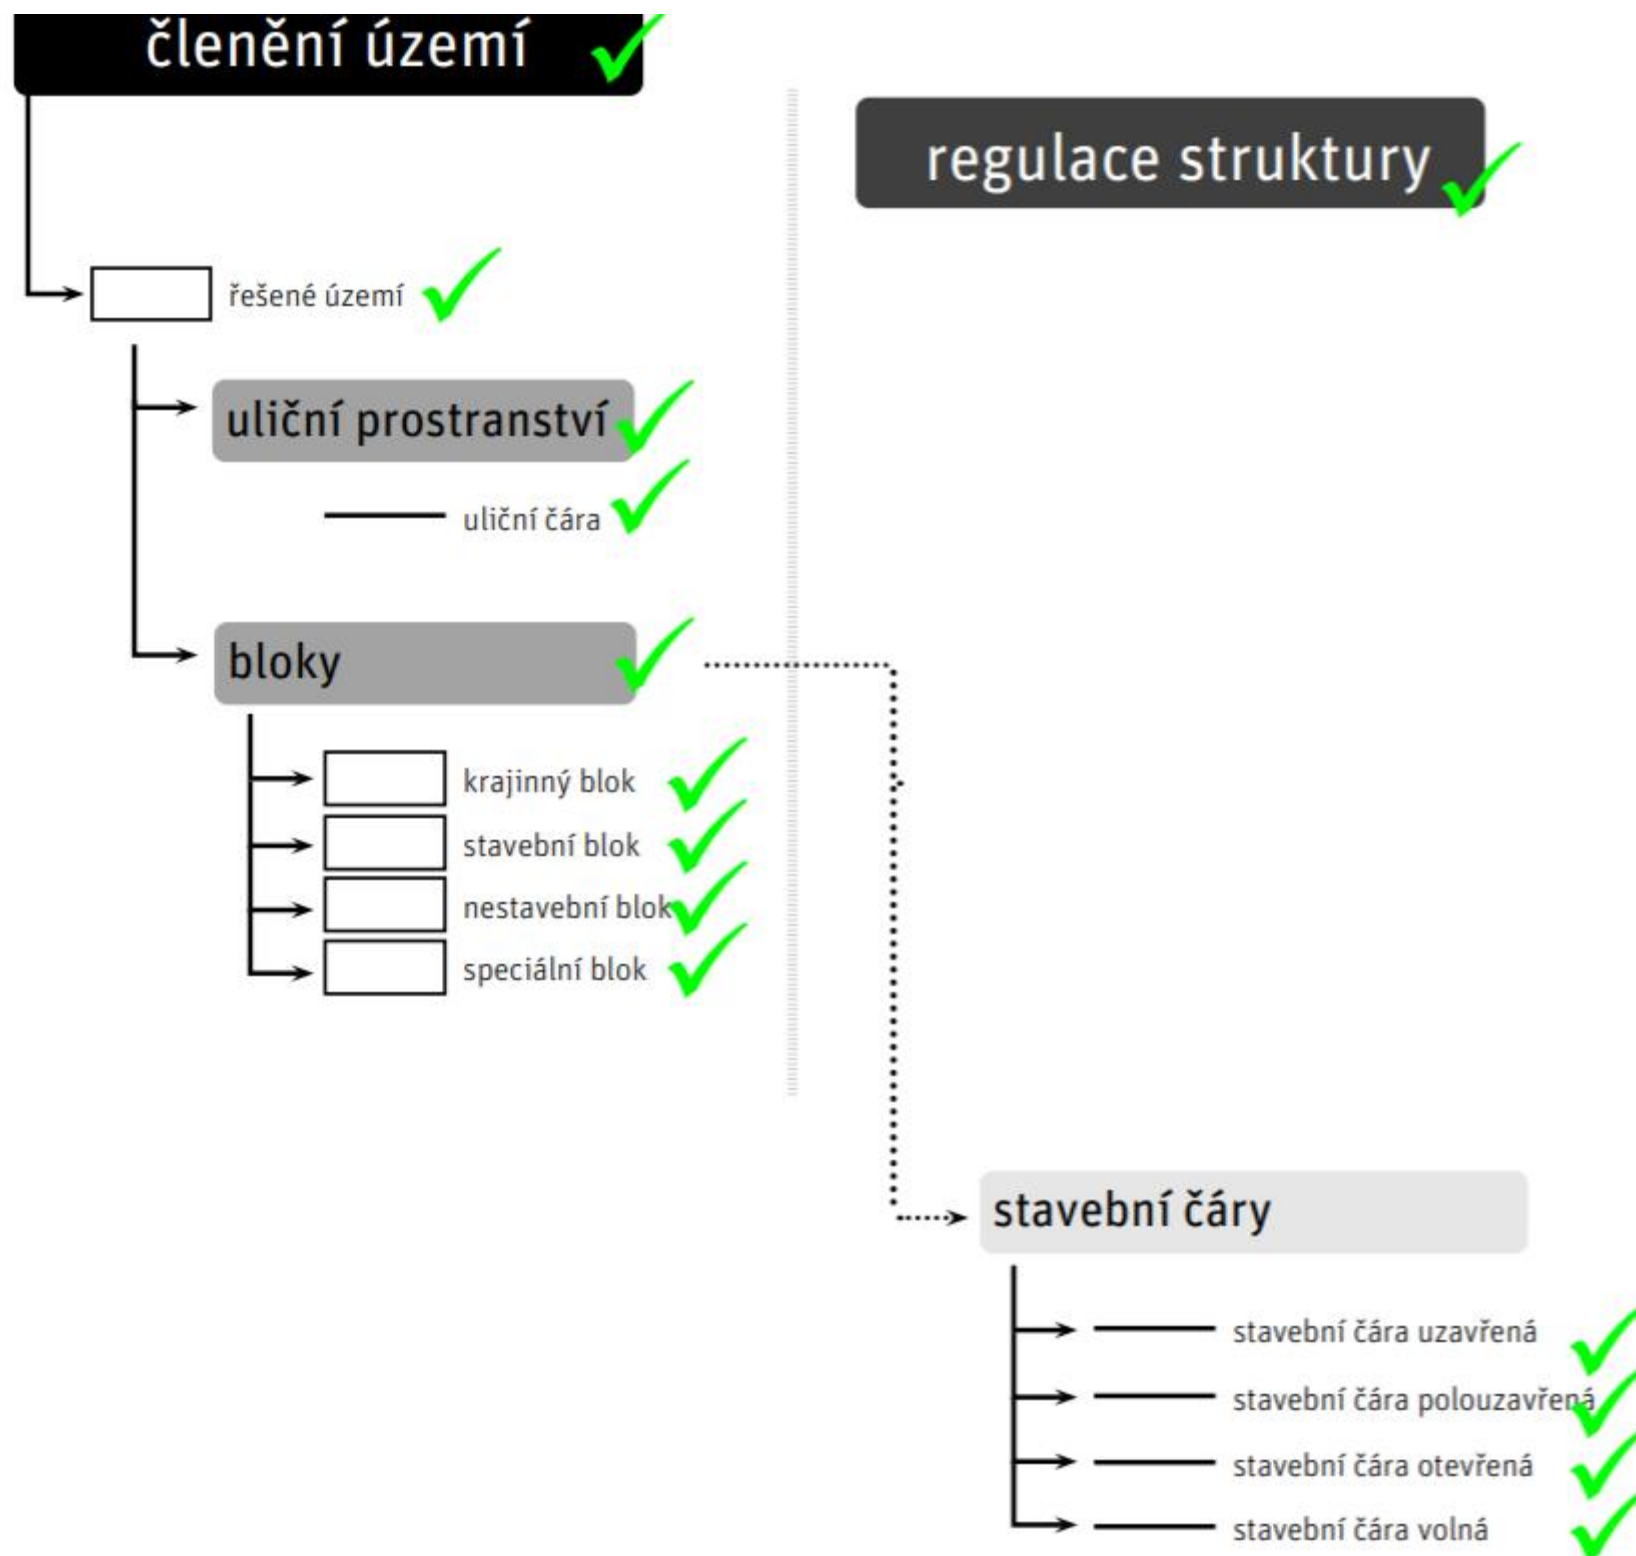 členění území
regulace struktury
řešené území
uliční prostranství
uliční čára
bloky
krajinný blok
stavební blok
nestavební blok
speciální blok
stavební čáry
stavební čára uzavřená
stavební čára polouzavřená
stavební čára otevřená
stavební čára volná